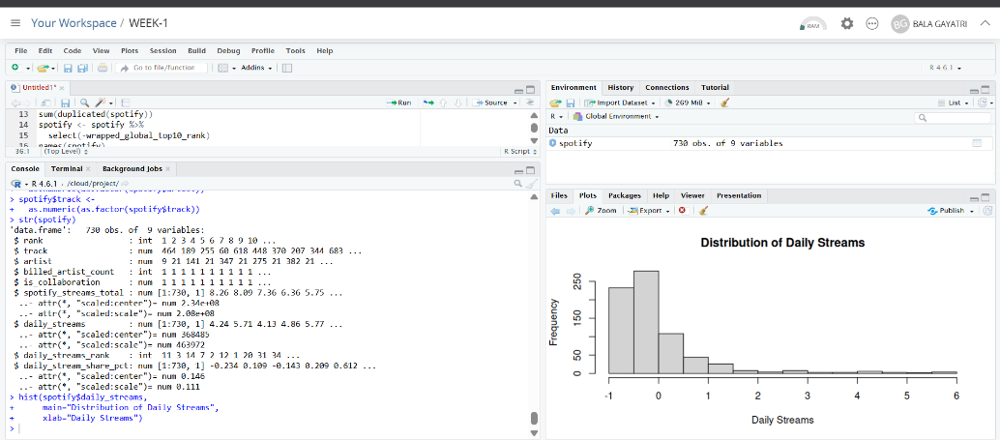 Your Workspace / WEEK-1
RAM
BG BALA GAYATRI
File Edit Code View Plots Session Build Debug Profile Tools Help
Go to file/function
Addins
R 4.6.1
Untitled1*
Run
Source
13 sum(duplicated(spotify))
14 spotify <- spotify %>%
15 select(-wrapped_global_top10_rank)
16 names(spotify)
36:1 (Top Level) R Script
Console Terminal Background Jobs
R 4.6.1 · /cloud/project/
> spotify$track <-
+ as.numeric(as.factor(spotify$track))
> str(spotify)
'data.frame': 730 obs. of 9 variables:
$ rank : int 1 2 3 4 5 6 7 8 9 10 ...
$ track : num 464 189 255 60 618 448 370 207 344 683 ...
$ artist : num 9 21 141 21 347 21 275 21 382 21 ...
$ billed_artist_count : int 1 1 1 1 1 1 1 1 1 1 ...
$ is_collaboration : num 1 1 1 1 1 1 1 1 1 1 ...
$ spotify_streams_total : num [1:730, 1] 8.26 8.09 7.36 6.36 5.75 ...
..- attr(*, "scaled:center")= num 2.34e+08
..- attr(*, "scaled:scale")= num 2.08e+08
$ daily_streams : num [1:730, 1] 4.24 5.71 4.13 4.86 5.77 ...
..- attr(*, "scaled:center")= num 368485
..- attr(*, "scaled:scale")= num 463972
$ daily_streams_rank : int 11 3 14 7 2 12 1 20 31 34 ...
$ daily_stream_share_pct: num [1:730, 1] -0.234 0.109 -0.143 0.209 0.612 ...
..- attr(*, "scaled:center")= num 0.146
..- attr(*, "scaled:scale")= num 0.111
> hist(spotify$daily_streams,
+ main="Distribution of Daily Streams",
+ xlab="Daily Streams")
>
Environment History Connections Tutorial
Import Dataset
269 MiB
List
R
Global Environment
Data
spotify 730 obs. of 9 variables
Files Plots Packages Help Viewer Presentation
Zoom Export Publish
Distribution of Daily Streams
Frequency
0 50 150 250
-1 0 1 2 3 4 5 6
Daily Streams